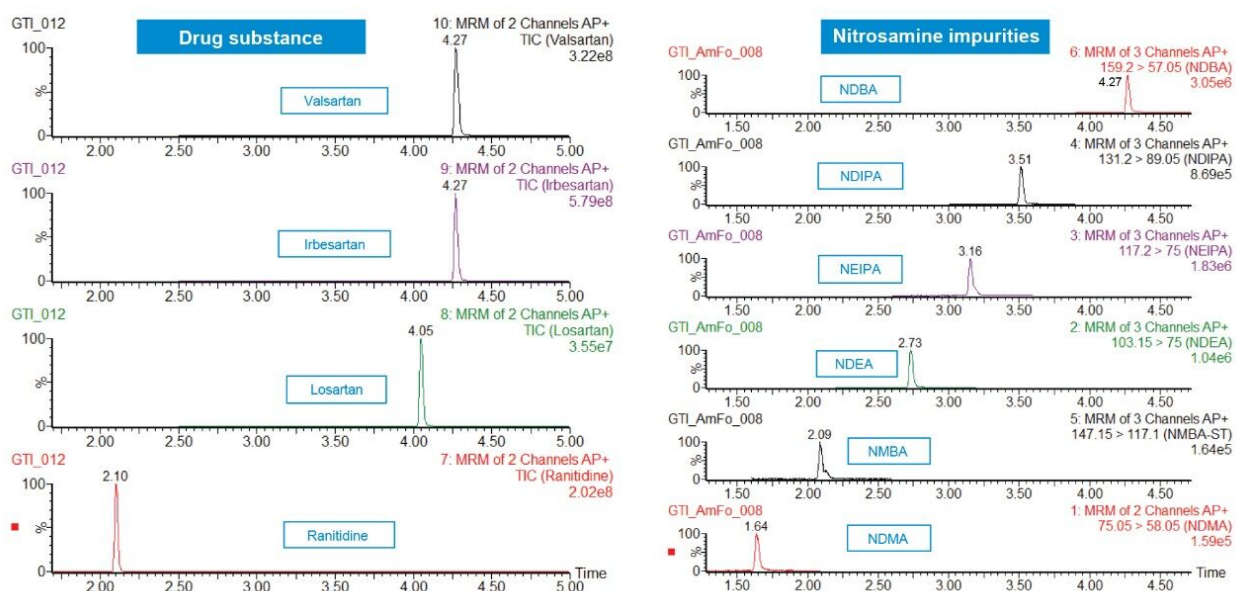 Drug substance
GTI_012
10: MRM of 2 Channels AP+
TIC (Valsartan)
3.22e8
100
%
0
4.27
Valsartan
2.00 2.50 3.00 3.50 4.00 4.50 5.00
GTI_012
9: MRM of 2 Channels AP+
TIC (Irbesartan)
5.79e8
100
%
0
4.27
Irbesartan
2.00 2.50 3.00 3.50 4.00 4.50 5.00
GTI_012
8: MRM of 2 Channels AP+
TIC (Losartan)
3.55e7
100
%
0
4.05
Losartan
2.00 2.50 3.00 3.50 4.00 4.50 5.00
GTI_012
7: MRM of 2 Channels AP+
TIC (Ranitidine)
2.02e8
100
%
0
2.10
Ranitidine
Time
2.00 2.50 3.00 3.50 4.00 4.50 5.00
Nitrosamine impurities
GTI_AmFo_008
6: MRM of 3 Channels AP+
159.2 > 57.05 (NDBA)
3.05e6
100
%
0
4.27
NDBA
1.50 2.00 2.50 3.00 3.50 4.00 4.50
GTI_AmFo_008
4: MRM of 3 Channels AP+
131.2 > 89.05 (NDIPA)
8.69e5
100
%
0
3.51
NDIPA
1.50 2.00 2.50 3.00 3.50 4.00 4.50
GTI_AmFo_008
3: MRM of 3 Channels AP+
117.2 > 75 (NEIPA)
1.83e6
100
%
0
3.16
NEIPA
1.50 2.00 2.50 3.00 3.50 4.00 4.50
GTI_AmFo_008
2: MRM of 3 Channels AP+
103.15 > 75 (NDEA)
1.04e6
100
%
0
2.73
NDEA
1.50 2.00 2.50 3.00 3.50 4.00 4.50
GTI_AmFo_008
5: MRM of 3 Channels AP+
147.15 > 117.1 (NMBA-ST)
1.64e5
100
%
0
2.09
NMBA
1.50 2.00 2.50 3.00 3.50 4.00 4.50
GTI_AmFo_008
1: MRM of 2 Channels AP+
75.05 > 58.05 (NDMA)
1.59e5
100
%
0
1.64
NDMA
Time
1.50 2.00 2.50 3.00 3.50 4.00 4.50